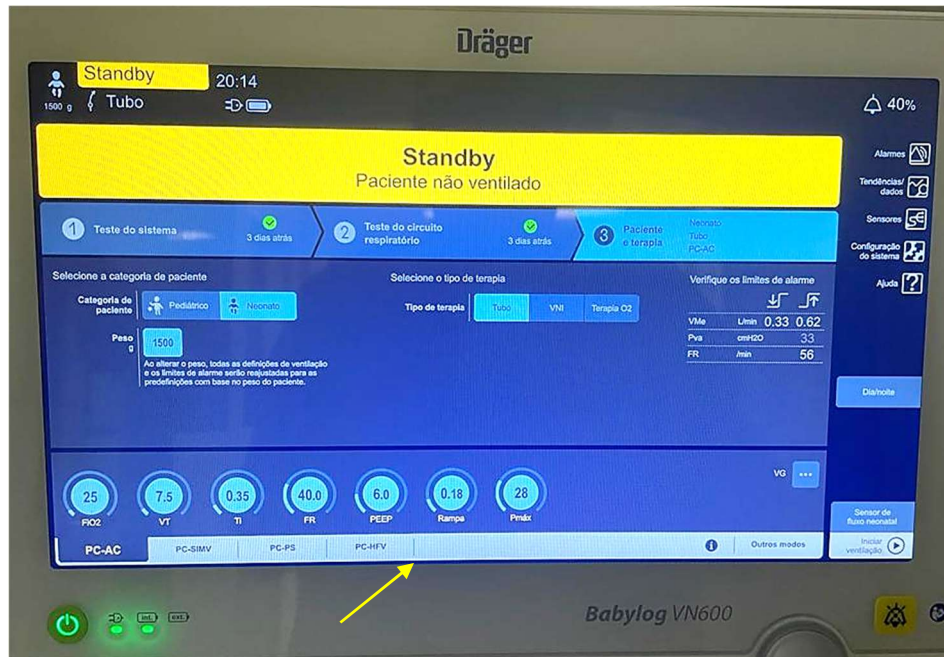 Dräger
Standby
20:14
1500 g
Tubo
40%
Standby
Paciente não ventilado
Alarmes
Tendências/
dados
Sensores
Configuração
do sistema
Ajuda
1 Teste do sistema
3 dias atrás
2 Teste do circuito
respiratório
3 dias atrás
3 Paciente
e terapia
Neonato
Tubo
PC-AC
Selecione a categoria de paciente
Categoria de
paciente
Pediátrico
Neonato
Peso
g
1500
Ao alterar o peso, todas as definições de ventilação
e os limites de alarme serão reajustadas para as
predefinições com base no peso do paciente.
Selecione o tipo de terapia
Tipo de terapia
Tubo
VNI
Terapia O2
Verifique os limites de alarme
VMe L/min 0.33 0.62
Pva cmH2O 33
FR /min 56
Dia/noite
VG
25
FiO2
7.5
VT
0.35
Ti
40.0
FR
6.0
PEEP
0.18
Rampa
28
Pmáx
Sensor de
fluxo neonatal
PC-AC
PC-SIMV
PC-PS
PC-HFV
Outros modos
Iniciar
ventilação
int.
ext.
Babylog VN600